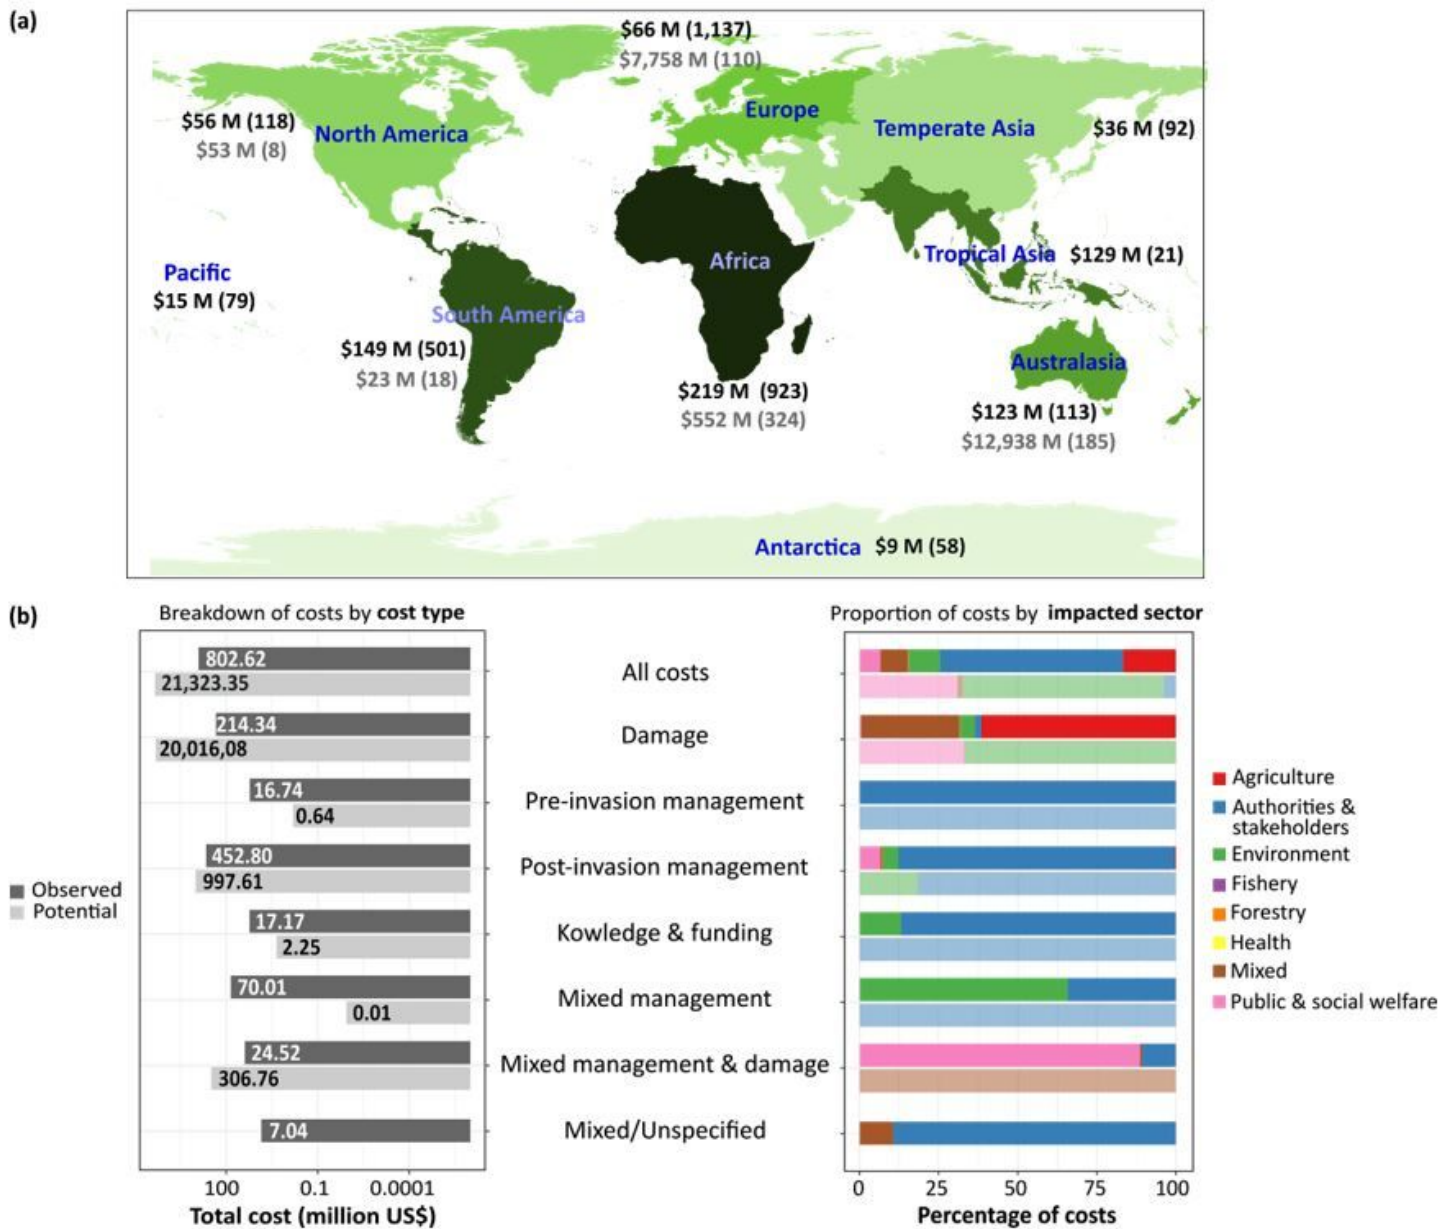 (a)
$66 M (1,137)
$7,758 M (110)
Europe
$56 M (118)
$53 M (8)
North America
Temperate Asia
$36 M (92)
Pacific
$15 M (79)
Africa
Tropical Asia
$129 M (21)
South America
$149 M (501)
$23 M (18)
$219 M (923)
$552 M (324)
Australasia
$123 M (113)
$12,938 M (185)
Antarctica
$9 M (58)
(b)
Breakdown of costs by cost type
Proportion of costs by impacted sector
802.62
21,323.35
All costs
214.34
20,016,08
Damage
16.74
0.64
Pre-invasion management
452.80
997.61
Post-invasion management
17.17
2.25
Kowledge & funding
70.01
0.01
Mixed management
24.52
306.76
Mixed management & damage
7.04
Mixed/Unspecified
Observed
Potential
100 0.1 0.0001
Total cost (million US$)
0 25 50 75 100
Percentage of costs
Agriculture
Authorities &
stakeholders
Environment
Fishery
Forestry
Health
Mixed
Public & social welfare